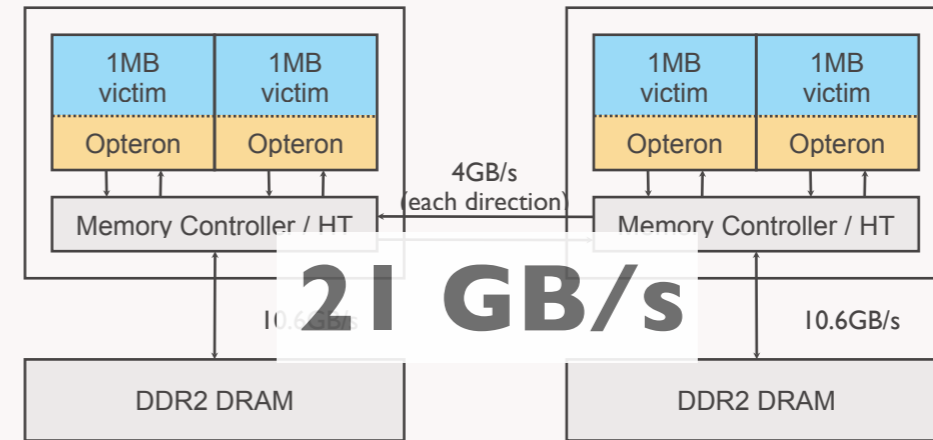 1MB
victim
1MB
victim
Opteron
Opteron
Memory Controller / HT
10.6GB/s
DDR2 DRAM
4GB/s
(each direction)
21 GB/s
1MB
victim
1MB
victim
Opteron
Opteron
Memory Controller / HT
10.6GB/s
DDR2 DRAM